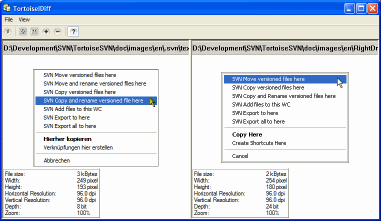 TortoiseIDiff
File View
D:\Development\SVN\TortoiseSVN\doc\images\en\svn\tex
D:\Development\SVN\TortoiseSVN\doc\images\en\RightDr
SVN Move versioned files here
SVN Move and rename versioned files here
SVN Copy versioned files here
SVN Copy and rename versioned file here
SVN Add files to this WC
SVN Export to here
SVN Export all to here
Hierher kopieren
Verknüpfungen hier erstellen
Abbrechen
SVN Move versioned files here
SVN Copy versioned files here
SVN Copy and Rename versioned files here
SVN Add files to this WC
SVN Export to here
SVN Export all to here
Copy Here
Create Shortcuts Here
Cancel
File size: 3 kBytes
Width: 249 pixel
Height: 193 pixel
Horizontal Resolution: 96.0 dpi
Vertical Resolution: 96.0 dpi
Depth: 8 bit
Zoom: 100%
File size: 2 kBytes
Width: 254 pixel
Height: 180 pixel
Horizontal Resolution: 96.0 dpi
Vertical Resolution: 96.0 dpi
Depth: 24 bit
Zoom: 100%